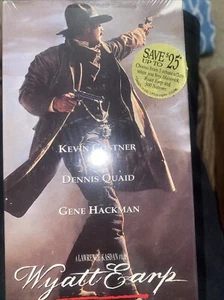 SAVE $25
UP TO
KEVIN COSTNER
DENNIS QUAID
GENE HACKMAN
A LAWRENCE KASDAN FILM
Wyatt Earp